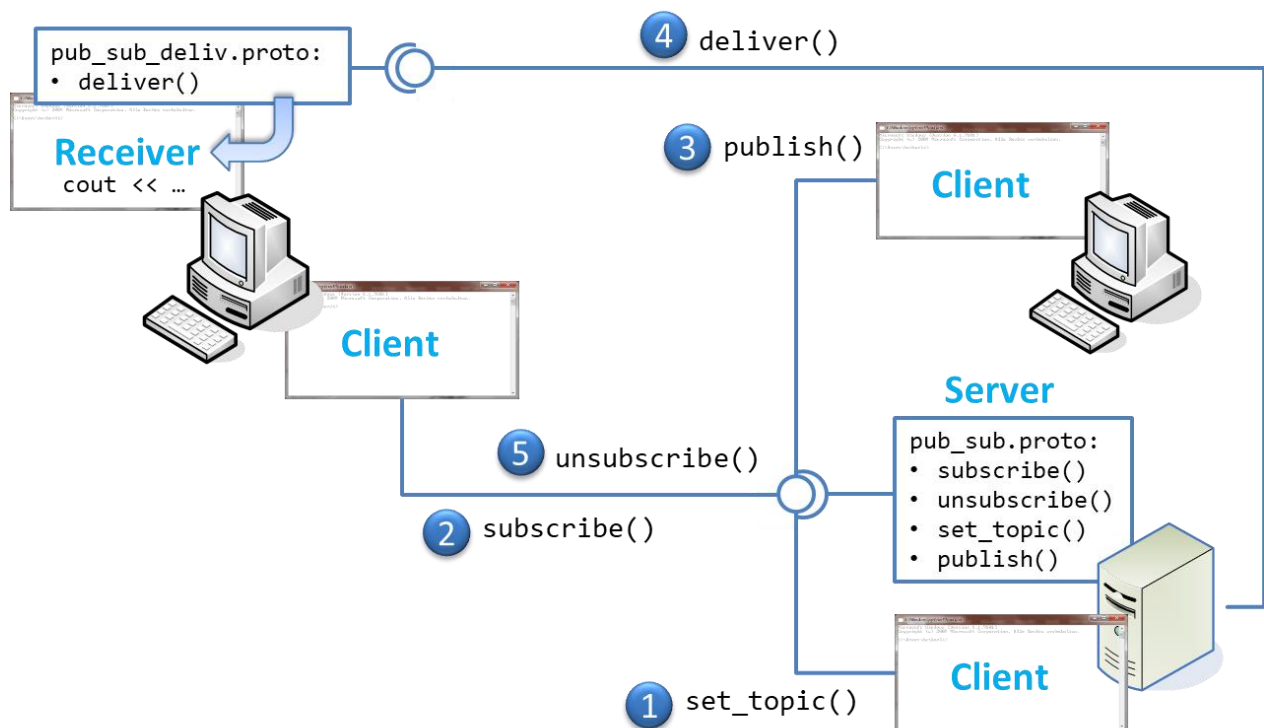 4 deliver()
pub_sub_deliv.proto:
• deliver()
Receiver
cout << …
3 publish()
Client
Client
Server
pub_sub.proto:
• subscribe()
• unsubscribe()
• set_topic()
• publish()
5 unsubscribe()
2 subscribe()
Client
1 set_topic()